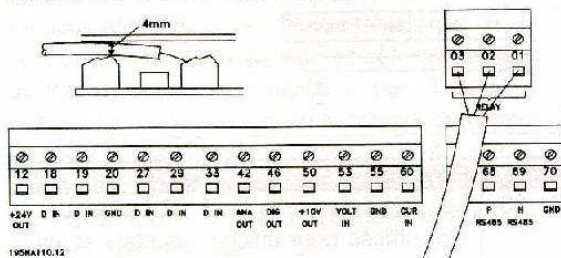 4mm
03 02 01
RELAY
12 18 19 20 27 29 33 42 46 50 53 55 60 68 69 70
+24V OUT D IN D IN GND D IN D IN D IN ANA OUT DIG OUT +10V OUT VOLT IN GND CUR IN P RS485 N RS485 GND
195NA110.12